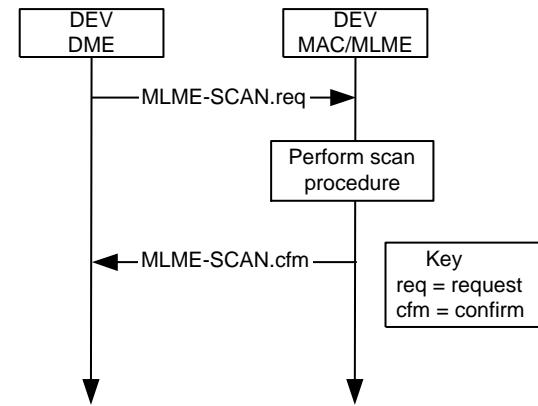 DEV
DME
DEV
MAC/MLME
MLME-SCAN.req
Perform scan
procedure
MLME-SCAN.cfm
Key
req = request
cfm = confirm